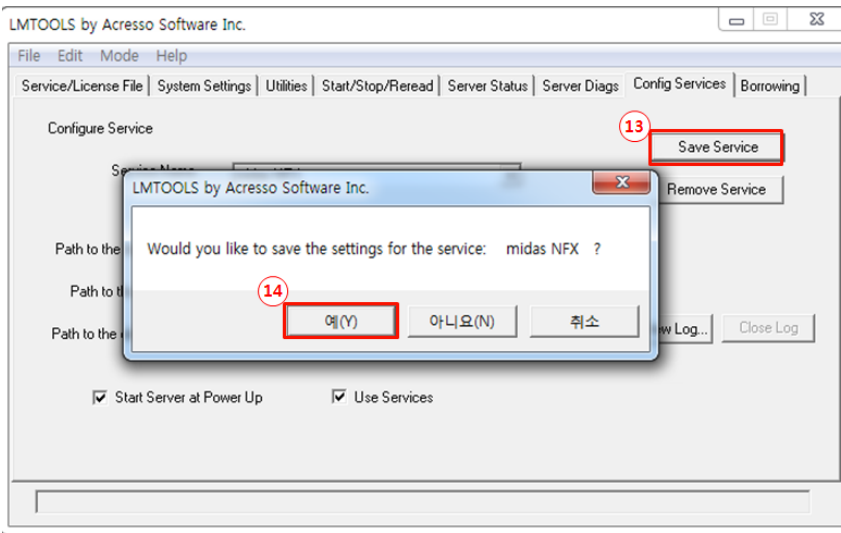 LMTOOLS by Acresso Software Inc.
File Edit Mode Help
Service/License File System Settings Utilities Start/Stop/Reread Server Status Server Diags Config Services Borrowing
Configure Service
13
Save Service
LMTOOLS by Acresso Software Inc.
Remove Service
Path to the
Would you like to save the settings for the service: midas NFX ?
Path to
14
예(Y) 아니요(N) 취소
Path to the
Log... Close Log
Start Server at Power Up Use Services